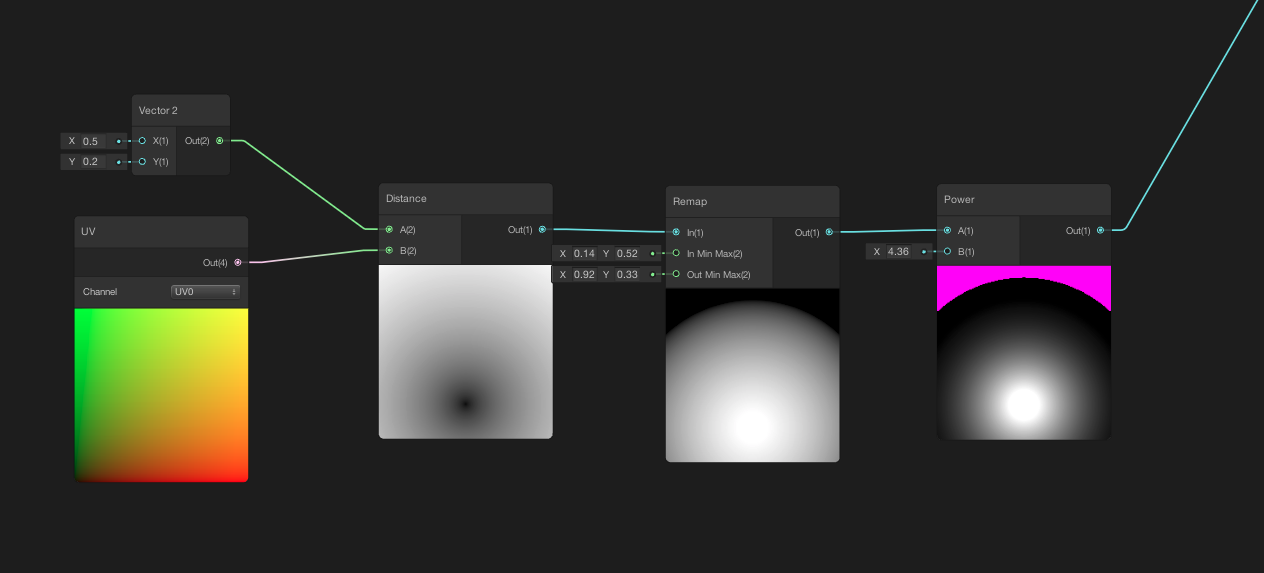 Vector 2
X 0.5 X(1) Out(2)
Y 0.2 Y(1)
UV
Out(4)
Channel UV0
Distance
A(2) Out(1)
B(2)
Remap
In(1) Out(1)
X 0.14 Y 0.52 In Min Max(2)
X 0.92 Y 0.33 Out Min Max(2)
Power
A(1) Out(1)
X 4.36 B(1)